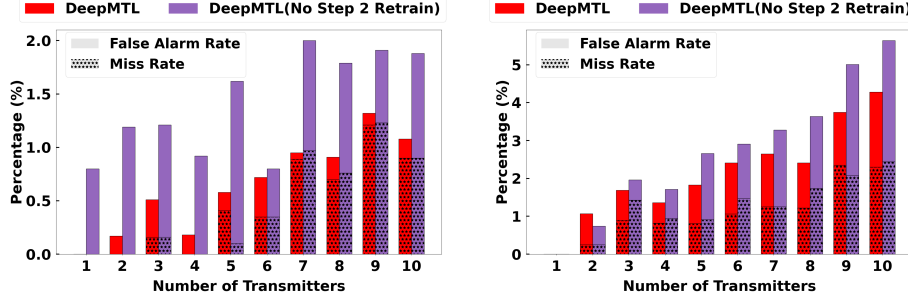 DeepMTL DeepMTL(No Step 2 Retrain)
False Alarm Rate
Miss Rate
Percentage (%)
2.0
1.5
1.0
0.5
0.0
1 2 3 4 5 6 7 8 9 10
Number of Transmitters
DeepMTL DeepMTL(No Step 2 Retrain)
False Alarm Rate
Miss Rate
Percentage (%)
5
4
3
2
1
0
1 2 3 4 5 6 7 8 9 10
Number of Transmitters